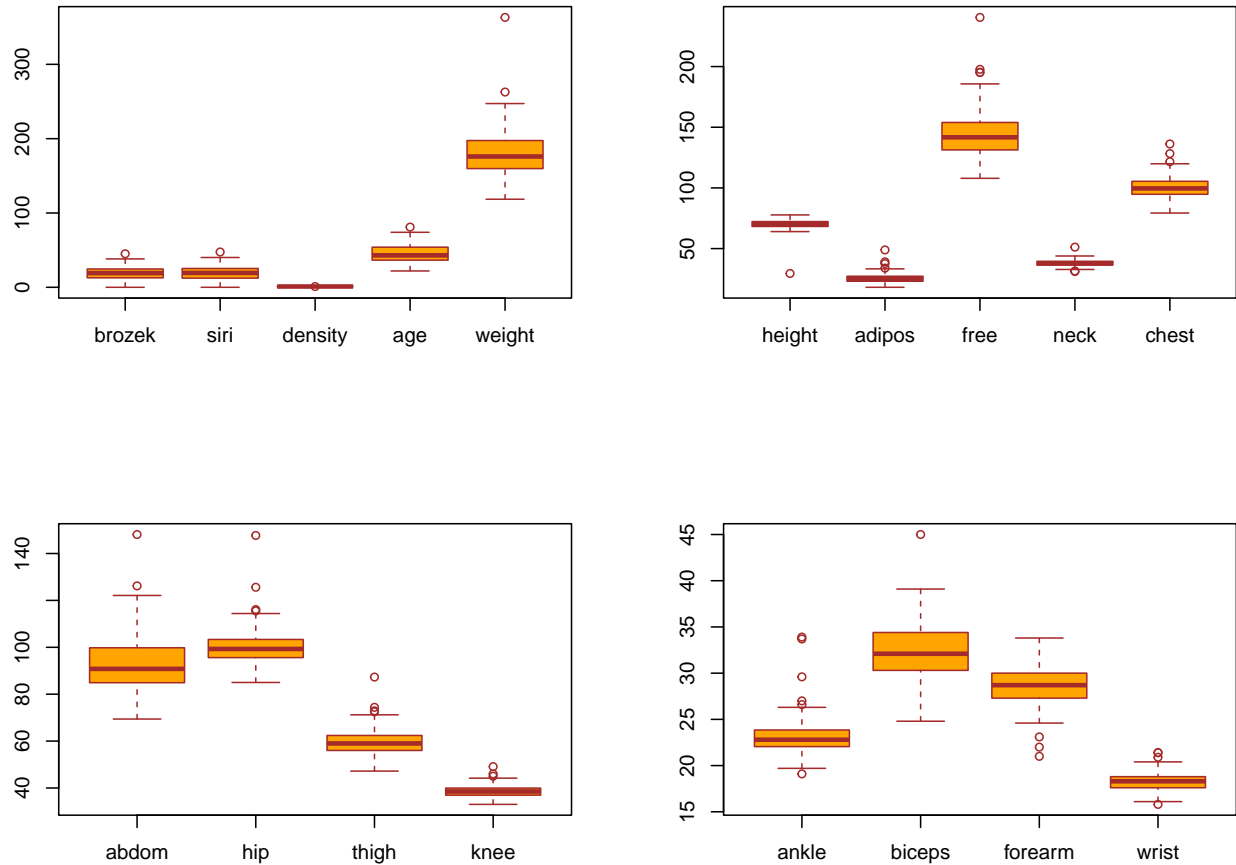 0 100 200 300
brozek siri density age weight
50 100 150 200
height adipos free neck chest
40 60 80 100 140
abdom hip thigh knee
15 20 25 30 35 40 45
ankle biceps forearm wrist